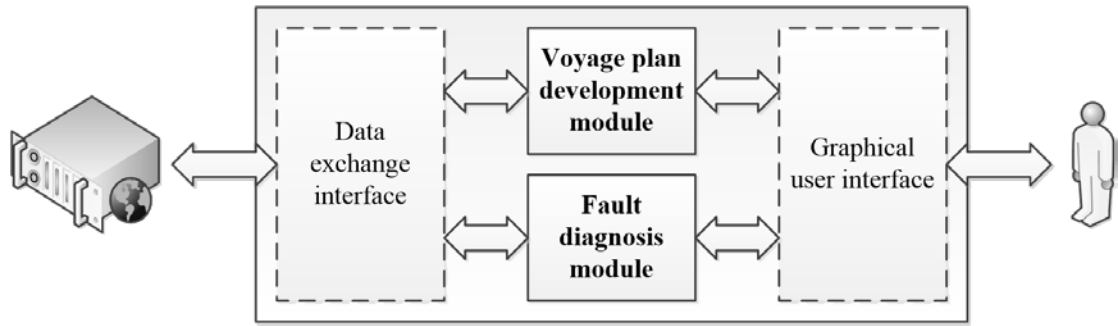 Data
exchange
interface
Voyage plan
development
module
Fault
diagnosis
module
Graphical
user interface